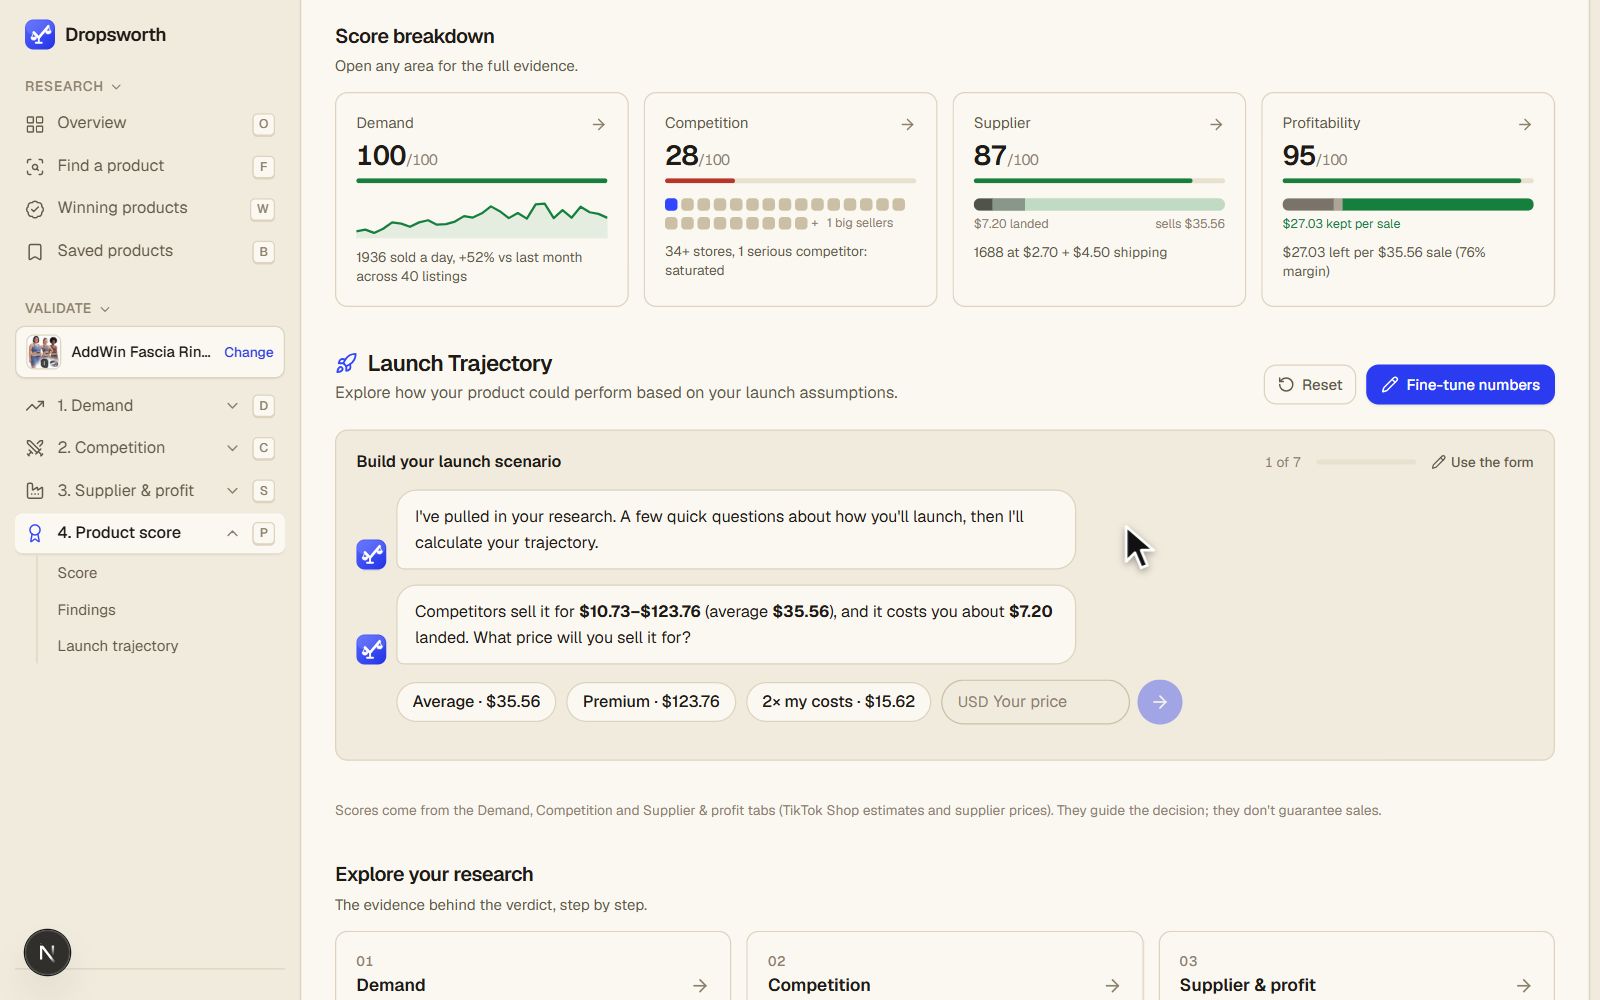 Dropsworth
RESEARCH
Overview
O
Find a product
F
Winning products
W
Saved products
B
VALIDATE
AddWin Fascia Rin...
Change
1. Demand
D
2. Competition
C
3. Supplier & profit
S
4. Product score
P
Score
Findings
Launch trajectory
N
Score breakdown
Open any area for the full evidence.
Demand
100/100
1936 sold a day, +52% vs last month
across 40 listings
Competition
28/100
+ 1 big sellers
34+ stores, 1 serious competitor:
saturated
Supplier
87/100
$7.20 landed
sells $35.56
1688 at $2.70 + $4.50 shipping
Profitability
95/100
$27.03 kept per sale
$27.03 left per $35.56 sale (76%
margin)
Launch Trajectory
Explore how your product could perform based on your launch assumptions.
Reset
Fine-tune numbers
Build your launch scenario
1 of 7
Use the form
I've pulled in your research. A few quick questions about how you'll launch, then I'll
calculate your trajectory.
Competitors sell it for $10.73–$123.76 (average $35.56), and it costs you about $7.20
landed. What price will you sell it for?
Average · $35.56
Premium · $123.76
2× my costs · $15.62
USD Your price
Scores come from the Demand, Competition and Supplier & profit tabs (TikTok Shop estimates and supplier prices). They guide the decision; they don't guarantee sales.
Explore your research
The evidence behind the verdict, step by step.
01
Demand
02
Competition
03
Supplier & profit